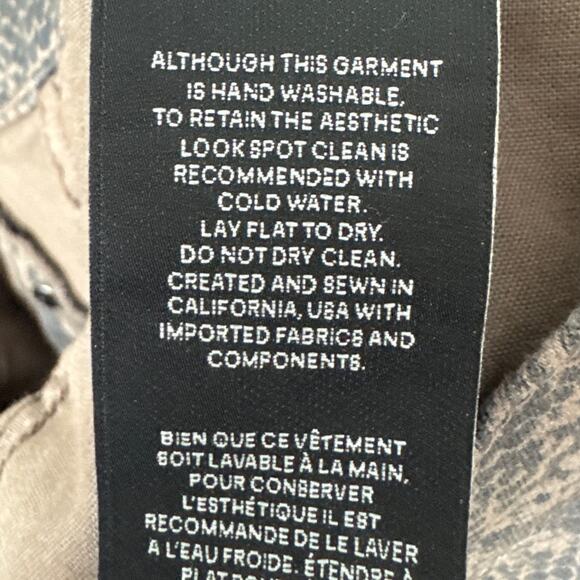 ALTHOUGH THIS GARMENT
IS HAND WASHABLE,
TO RETAIN THE AESTHETIC
LOOK SPOT CLEAN IS
RECOMMENDED WITH
COLD WATER.
LAY FLAT TO DRY.
DO NOT DRY CLEAN.
CREATED AND SEWN IN
CALIFORNIA, USA WITH
IMPORTED FABRICS AND
COMPONENTS.
BIEN QUE CE VÊTEMENT
SOIT LAVABLE À LA MAIN,
POUR CONSERVER
L'ESTHÉTIQUE IL EST
RECOMMANDE DE LE LAVER
A L'EAU FROIDE. ÉTENDRE À
PLAT